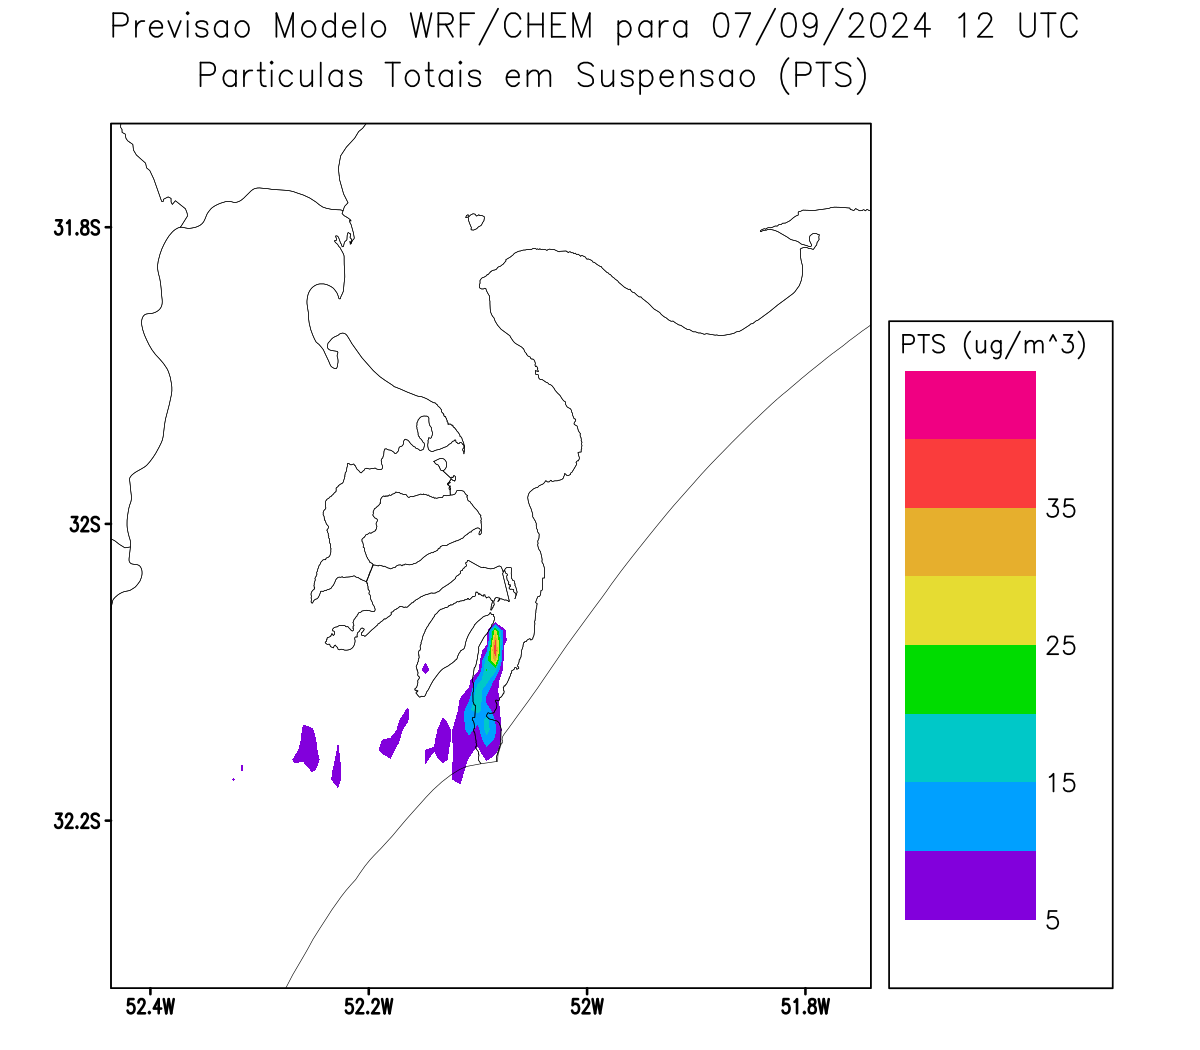 Previsao Modelo WRF/CHEM para 07/09/2024 12 UTC
Particulas Totais em Suspensao (PTS)
31.8S
32S
32.2S
52.4W
52.2W
52W
51.8W
PTS (ug/m^3)
35
25
15
5